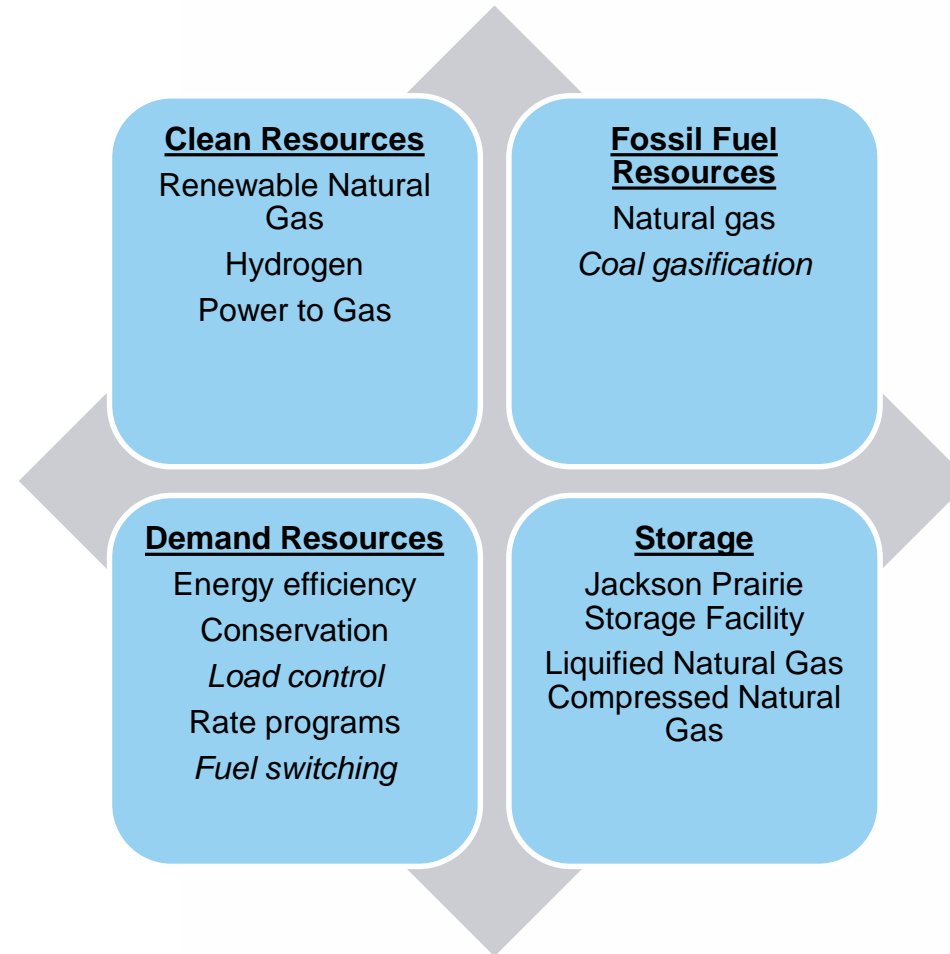 Clean Resources
Renewable Natural
Gas
Hydrogen
Power to Gas
Fossil Fuel
Resources
Natural gas
Coal gasification
Demand Resources
Energy efficiency
Conservation
Load control
Rate programs
Fuel switching
Storage
Jackson Prairie
Storage Facility
Liquified Natural Gas
Compressed Natural
Gas